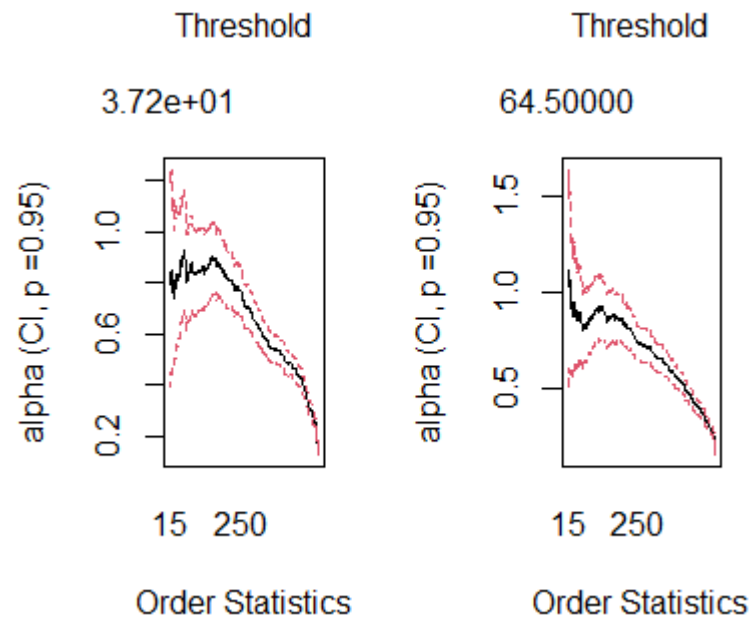 Threshold Threshold
3.72e+01 64.50000
alpha (CI, p =0.95)
1.0
0.6
0.2
alpha (CI, p =0.95)
1.5
1.0
0.5
15 250 15 250
Order Statistics Order Statistics